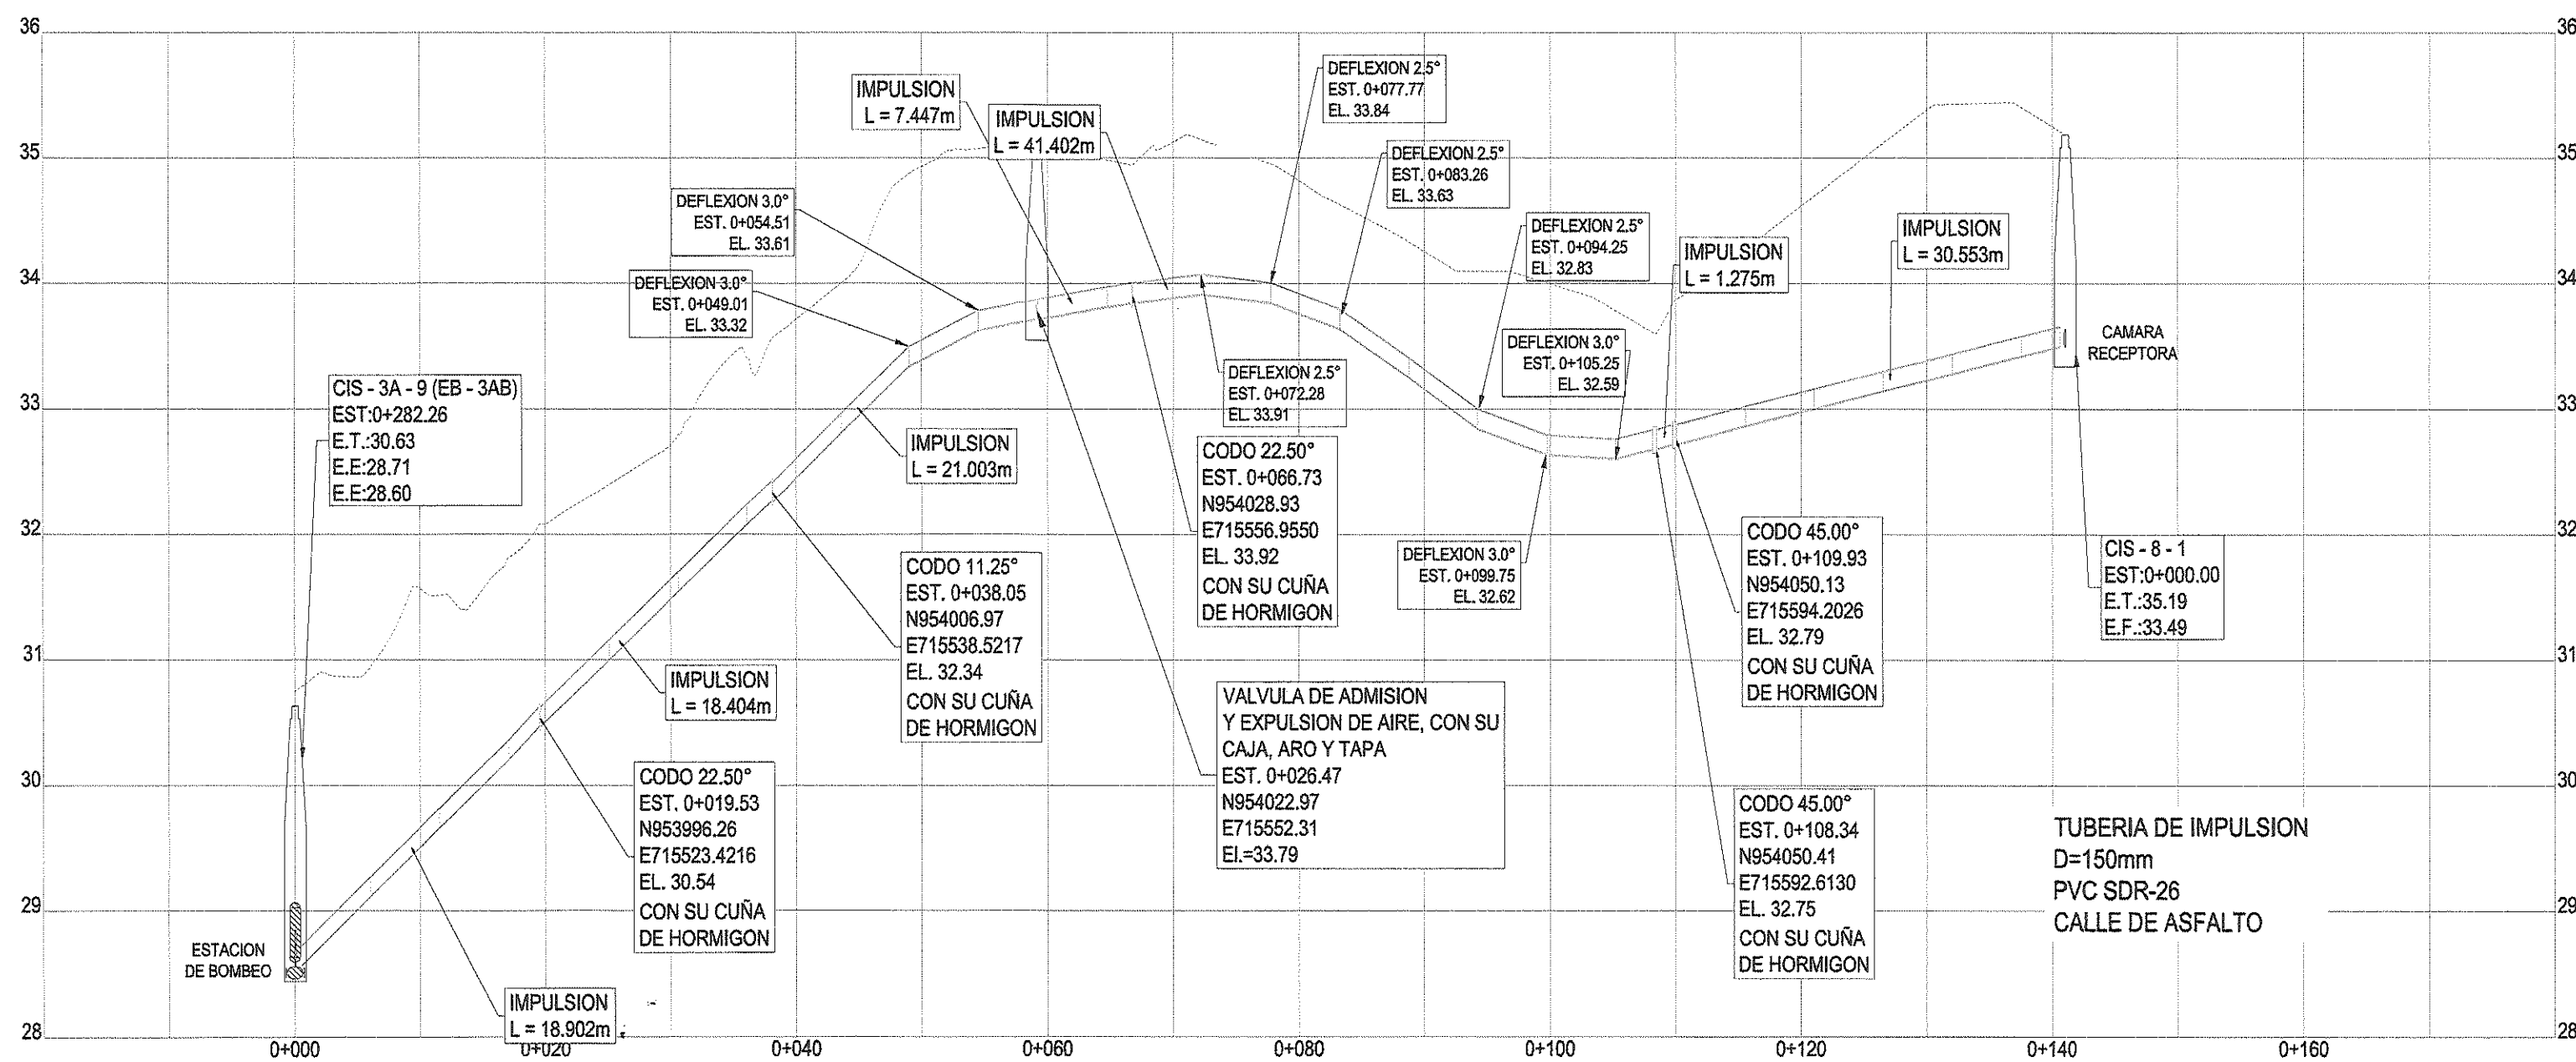 36
36
DEFLEXION 2.5°
EST. 0+077.77
EL. 33.84
IMPULSION
L = 7.447m
IMPULSION
L = 41.402m
35
35
DEFLEXION 2.5°
EST. 0+083.26
EL. 33.63
DEFLEXION 3.0°
EST. 0+054.51
EL. 33.61
DEFLEXION 2.5°
EST. 0+094.25
EL. 32.83
IMPULSION
L = 1.275m
IMPULSION
L = 30.553m
34
34
DEFLEXION 3.0°
EST. 0+049.01
EL. 33.32
DEFLEXION 3.0°
EST. 0+105.25
EL. 32.59
CAMARA
RECEPTORA
DEFLEXION 2.5°
EST. 0+072.28
EL. 33.91
CIS - 3A - 9 (EB - 3AB)
EST:0+282.26
E.T.:30.63
E.E:28.71
E.E:28.60
33
33
IMPULSION
L = 21.003m
CODO 22.50°
EST. 0+066.73
N954028.93
E715556.9550
EL. 33.92
CON SU CUÑA
DE HORMIGON
32
32
DEFLEXION 3.0°
EST. 0+099.75
EL. 32.62
CODO 45.00°
EST. 0+109.93
N954050.13
E715594.2026
EL. 32.79
CON SU CUÑA
DE HORMIGON
CIS - 8 - 1
EST:0+000.00
E.T.:35.19
E.F.:33.49
CODO 11.25°
EST. 0+038.05
N954006.97
E715538.5217
EL. 32.34
CON SU CUÑA
DE HORMIGON
31
31
IMPULSION
L = 18.404m
VALVULA DE ADMISION
Y EXPULSION DE AIRE, CON SU
CAJA, ARO Y TAPA
EST. 0+026.47
N954022.97
E715552.31
El.=33.79
30
30
CODO 22.50°
EST. 0+019.53
N953996.26
E715523.4216
EL. 30.54
CON SU CUÑA
DE HORMIGON
CODO 45.00°
EST. 0+108.34
N954050.41
E715592.6130
EL. 32.75
CON SU CUÑA
DE HORMIGON
TUBERIA DE IMPULSION
D=150mm
PVC SDR-26
CALLE DE ASFALTO
29
29
ESTACION
DE BOMBEO
IMPULSION
L = 18.902m
28
28
0+000
0+020
0+040
0+060
0+080
0+100
0+120
0+140
0+160